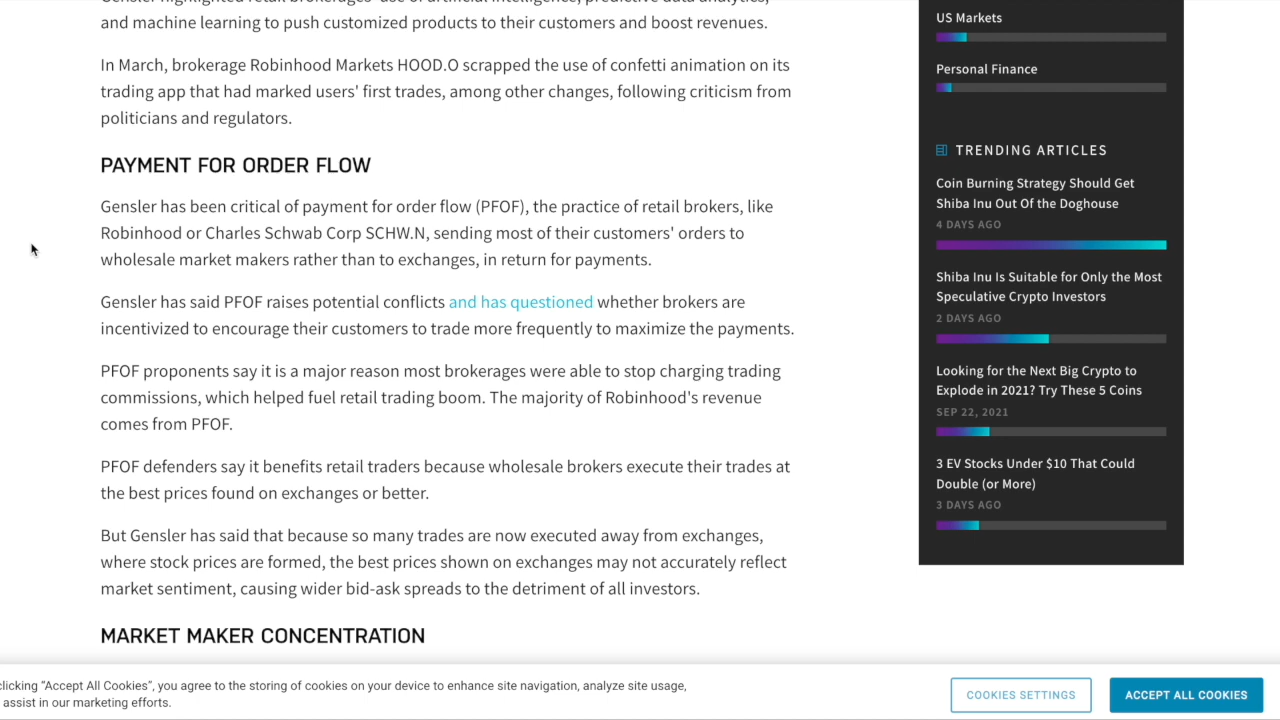 and machine learning to push customized products to their customers and boost revenues.
In March, brokerage Robinhood Markets HOOD.O scrapped the use of confetti animation on its
trading app that had marked users' first trades, among other changes, following criticism from
politicians and regulators.
PAYMENT FOR ORDER FLOW
Gensler has been critical of payment for order flow (PFOF), the practice of retail brokers, like
Robinhood or Charles Schwab Corp SCHW.N, sending most of their customers' orders to
wholesale market makers rather than to exchanges, in return for payments.
Gensler has said PFOF raises potential conflicts and has questioned whether brokers are
incentivized to encourage their customers to trade more frequently to maximize the payments.
PFOF proponents say it is a major reason most brokerages were able to stop charging trading
commissions, which helped fuel retail trading boom. The majority of Robinhood's revenue
comes from PFOF.
PFOF defenders say it benefits retail traders because wholesale brokers execute their trades at
the best prices found on exchanges or better.
But Gensler has said that because so many trades are now executed away from exchanges,
where stock prices are formed, the best prices shown on exchanges may not accurately reflect
market sentiment, causing wider bid-ask spreads to the detriment of all investors.
MARKET MAKER CONCENTRATION
US Markets
Personal Finance
TRENDING ARTICLES
Coin Burning Strategy Should Get
Shiba Inu Out Of the Doghouse
4 DAYS AGO
Shiba Inu Is Suitable for Only the Most
Speculative Crypto Investors
2 DAYS AGO
Looking for the Next Big Crypto to
Explode in 2021? Try These 5 Coins
SEP 22, 2021
3 EV Stocks Under $10 That Could
Double (or More)
3 DAYS AGO
clicking “Accept All Cookies”, you agree to the storing of cookies on your device to enhance site navigation, analyze site usage,
assist in our marketing efforts.
COOKIES SETTINGS
ACCEPT ALL COOKIES